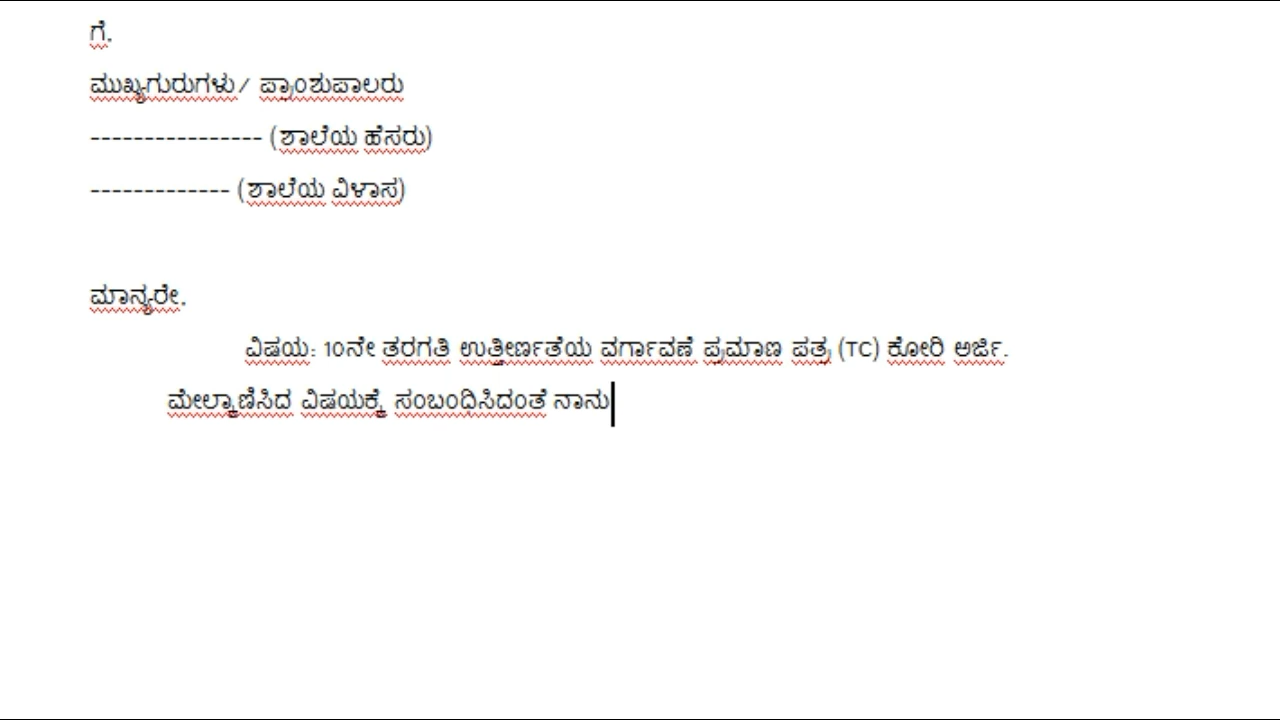 ಗೆ.
ಮುಖ್ಯಗುರುಗಳು/ ಪ್ರಾಂಶುಪಾಲರು
---------------- (ಶಾಲೆಯ ಹೆಸರು)
------------- (ಶಾಲೆಯ ವಿಳಾಸ)
ಮಾನ್ಯರೇ.
ವಿಷಯ: 10ನೇ ತರಗತಿ ಉತ್ತೀರ್ಣತೆಯ ವರ್ಗಾವಣೆ ಪ್ರಮಾಣ ಪತ್ರ (TC) ಕೋರಿ ಅರ್ಜಿ.
ಮೇಲ್ಕಾಣಿಸಿದ ವಿಷಯಕ್ಕೆ ಸಂಬಂಧಿಸಿದಂತೆ ನಾನು